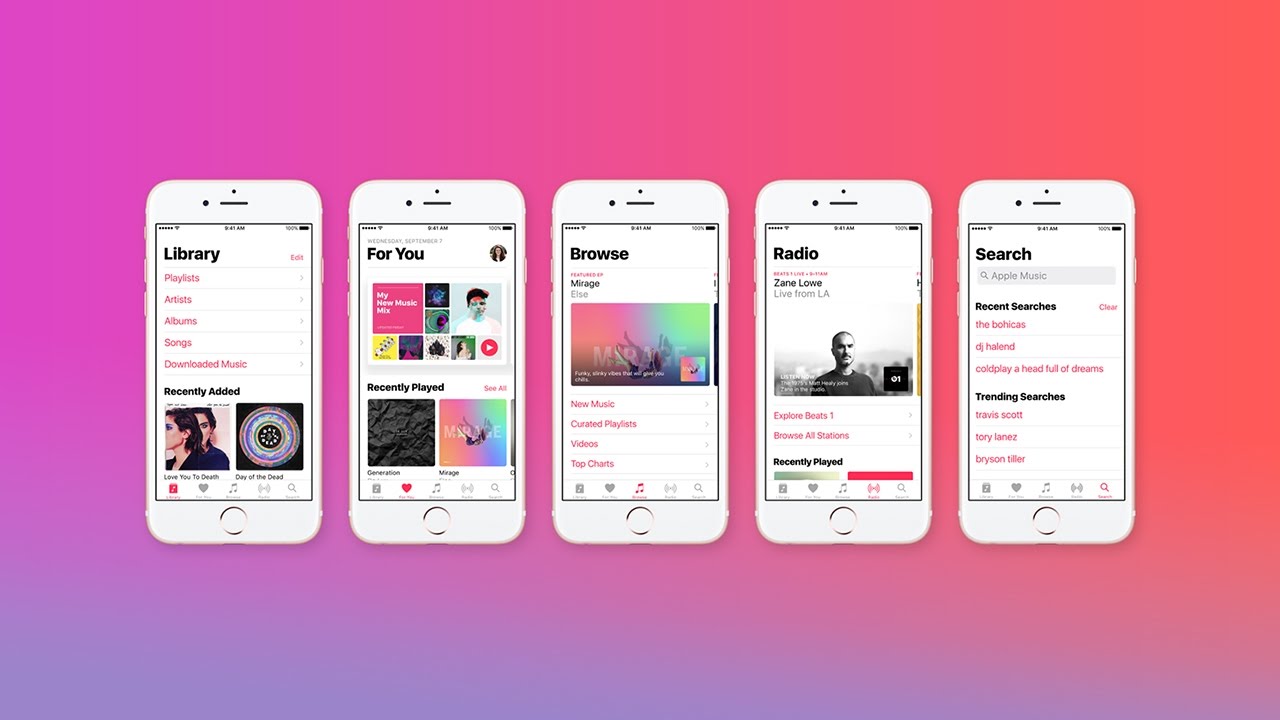 9:41 AM
100%
Library
Edit
Playlists
Artists
Albums
Songs
Downloaded Music
Recently Added
Love You To Death
Day of the Dead
Library
For You
Browse
Radio
Search
9:41 AM
100%
WEDNESDAY, SEPTEMBER 7
For You
My
New Music
Mix
Recently Played
See All
MIRAGE
Generation
Mirage
Library
For You
Browse
Radio
Search
9:41 AM
100%
Browse
FEATURED EP
Mirage
Else
MIRAGE
Funky, slinky vibes that will give you
chills.
New Music
Curated Playlists
Videos
Top Charts
Library
For You
Browse
Radio
Search
9:41 AM
100%
Radio
BEATS 1 LIVE • 9-11AM
Zane Lowe
Live from LA
LISTEN NOW
The 1975's Matt Healy joins
Zane in the studio.
01
Explore Beats 1
Browse All Stations
Recently Played
Library
For You
Browse
Radio
Search
9:41 AM
100%
Search
Apple Music
Recent Searches
Clear
the bohicas
dj halend
coldplay a head full of dreams
Trending Searches
travis scott
tory lanez
bryson tiller
Library
For You
Browse
Radio
Search